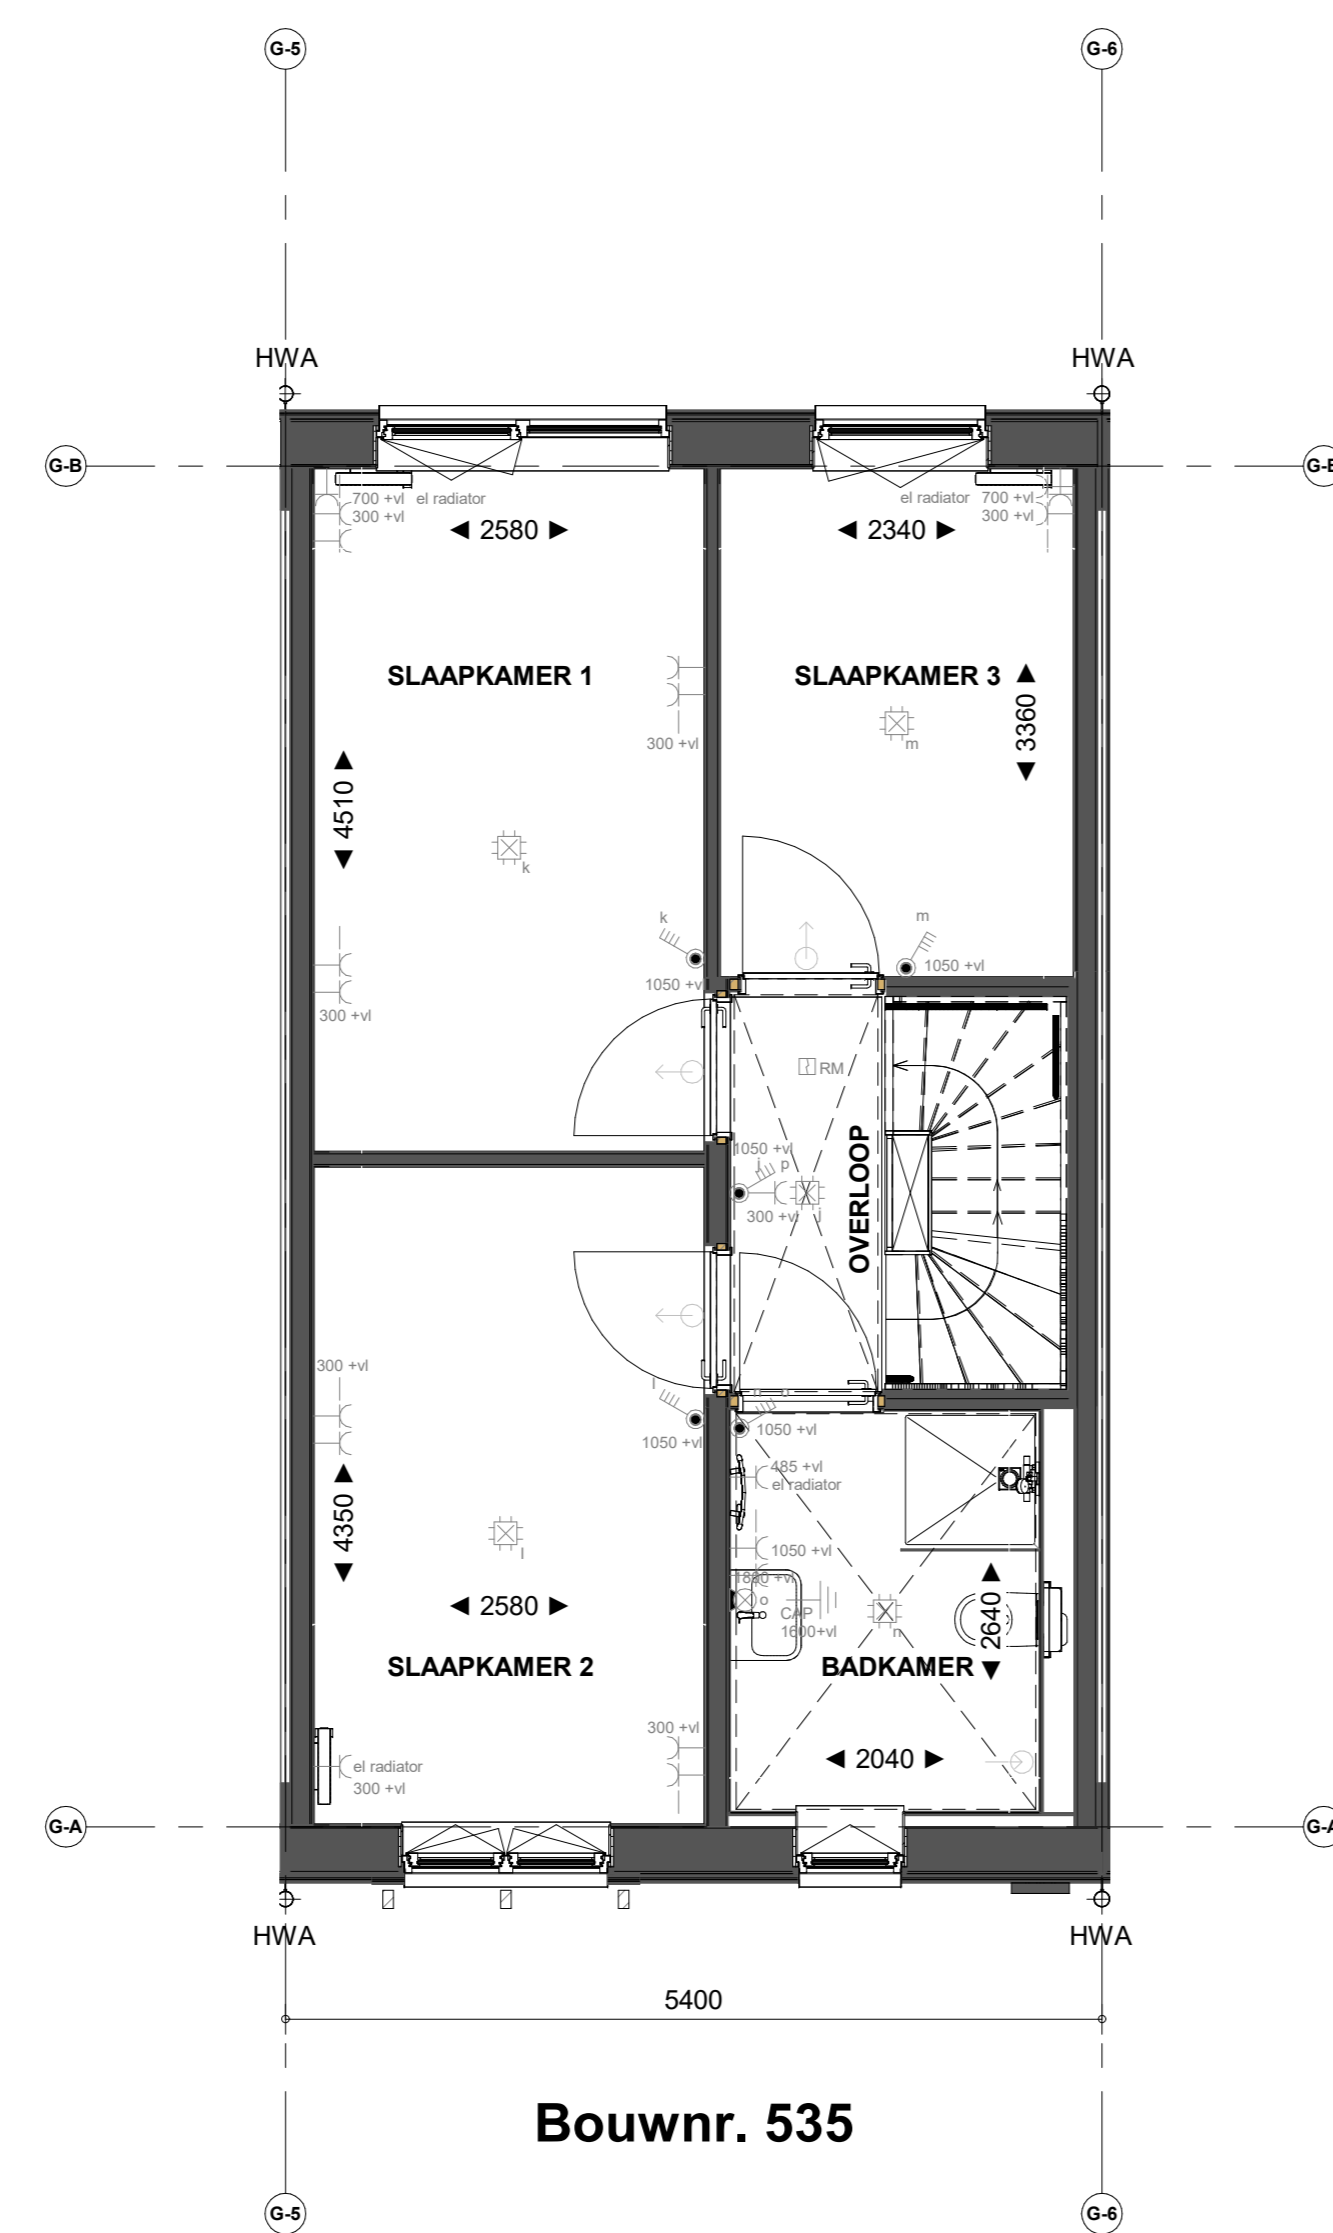 G-5 G-6
HWA HWA
G-B G-B
700 +vl el radiator el radiator 700 +vl
300 +vl 300 +vl
2580 2340
SLAAPKAMER 1 SLAAPKAMER 3
3360
m
300 +vl
4510
k
k m
1050 +vl 1050 +vl
300 +vl
RM
1050 +vl
j p
300 +vl j
OVERLOOP
300 +vl
l
1050 +vl 1050 +vl
485 +vl
el radiator
4350
l
1050 +vl
1800 +vl
o
CAP
1600+vl
n
2640
2580
SLAAPKAMER 2 BADKAMER
300 +vl
2040
el radiator
300 +vl
G-A G-A
HWA HWA
5400
Bouwnr. 535
G-5 G-6